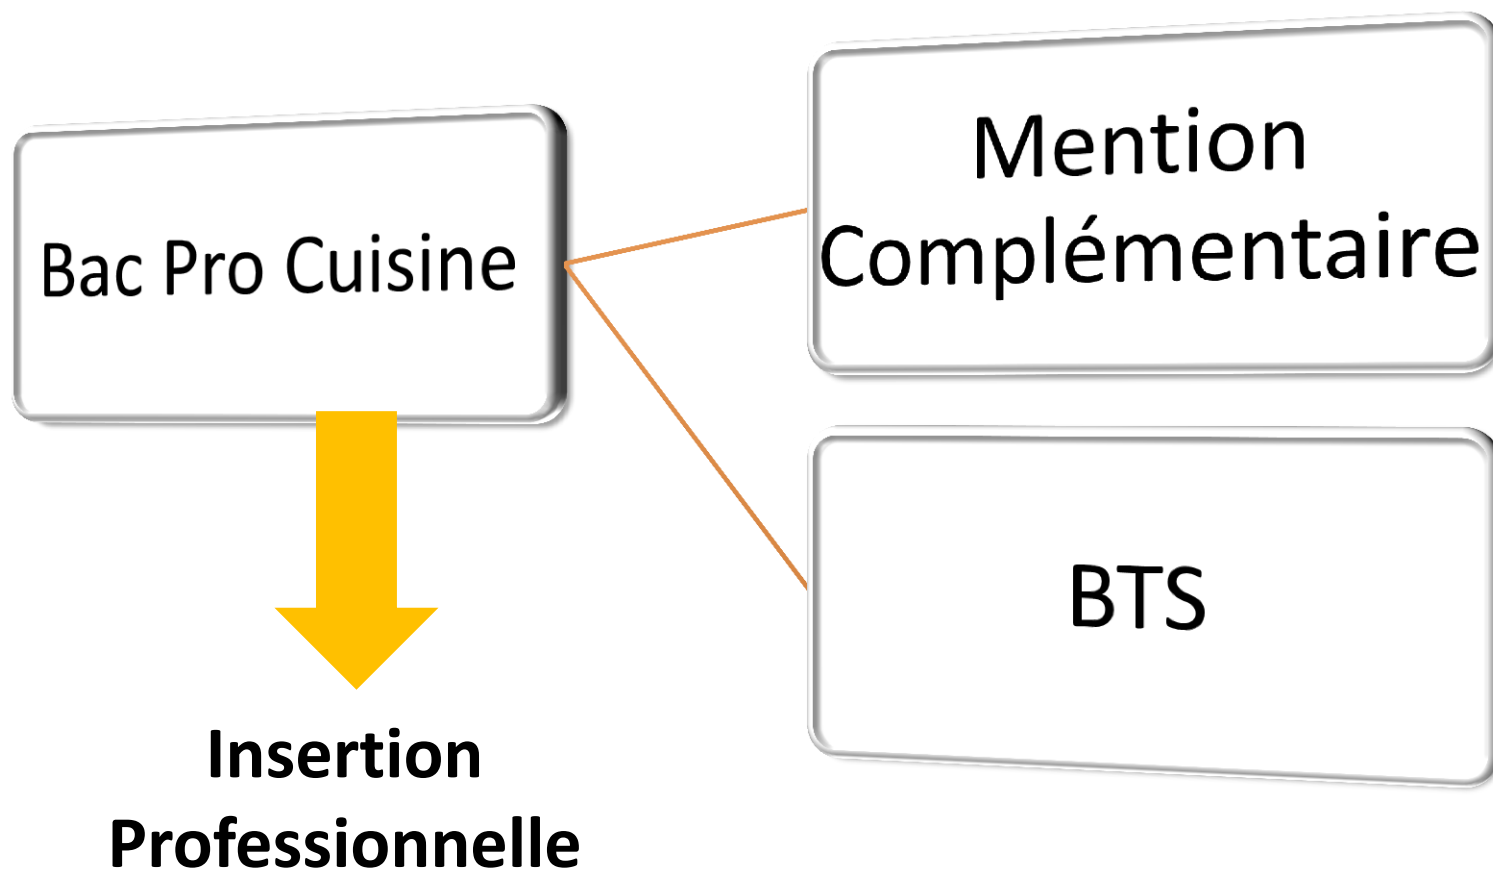 Bac Pro Cuisine
Mention
Complémentaire
BTS
Insertion
Professionnelle